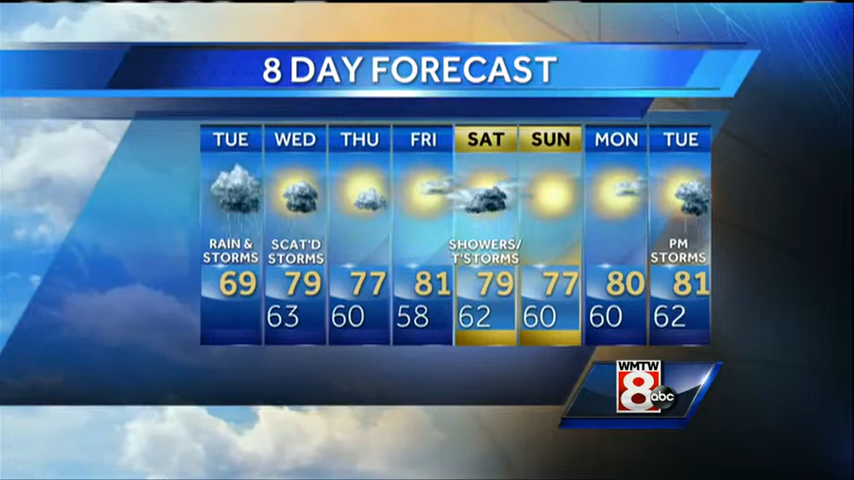 8 DAY FORECAST
TUE WED THU FRI SAT SUN MON TUE
RAIN & STORMS
SCAT'D STORMS
SHOWERS/ T'STORMS
PM STORMS
69 79 77 81 79 77 80 81
63 60 58 62 60 60 62
WMTW
8 abc